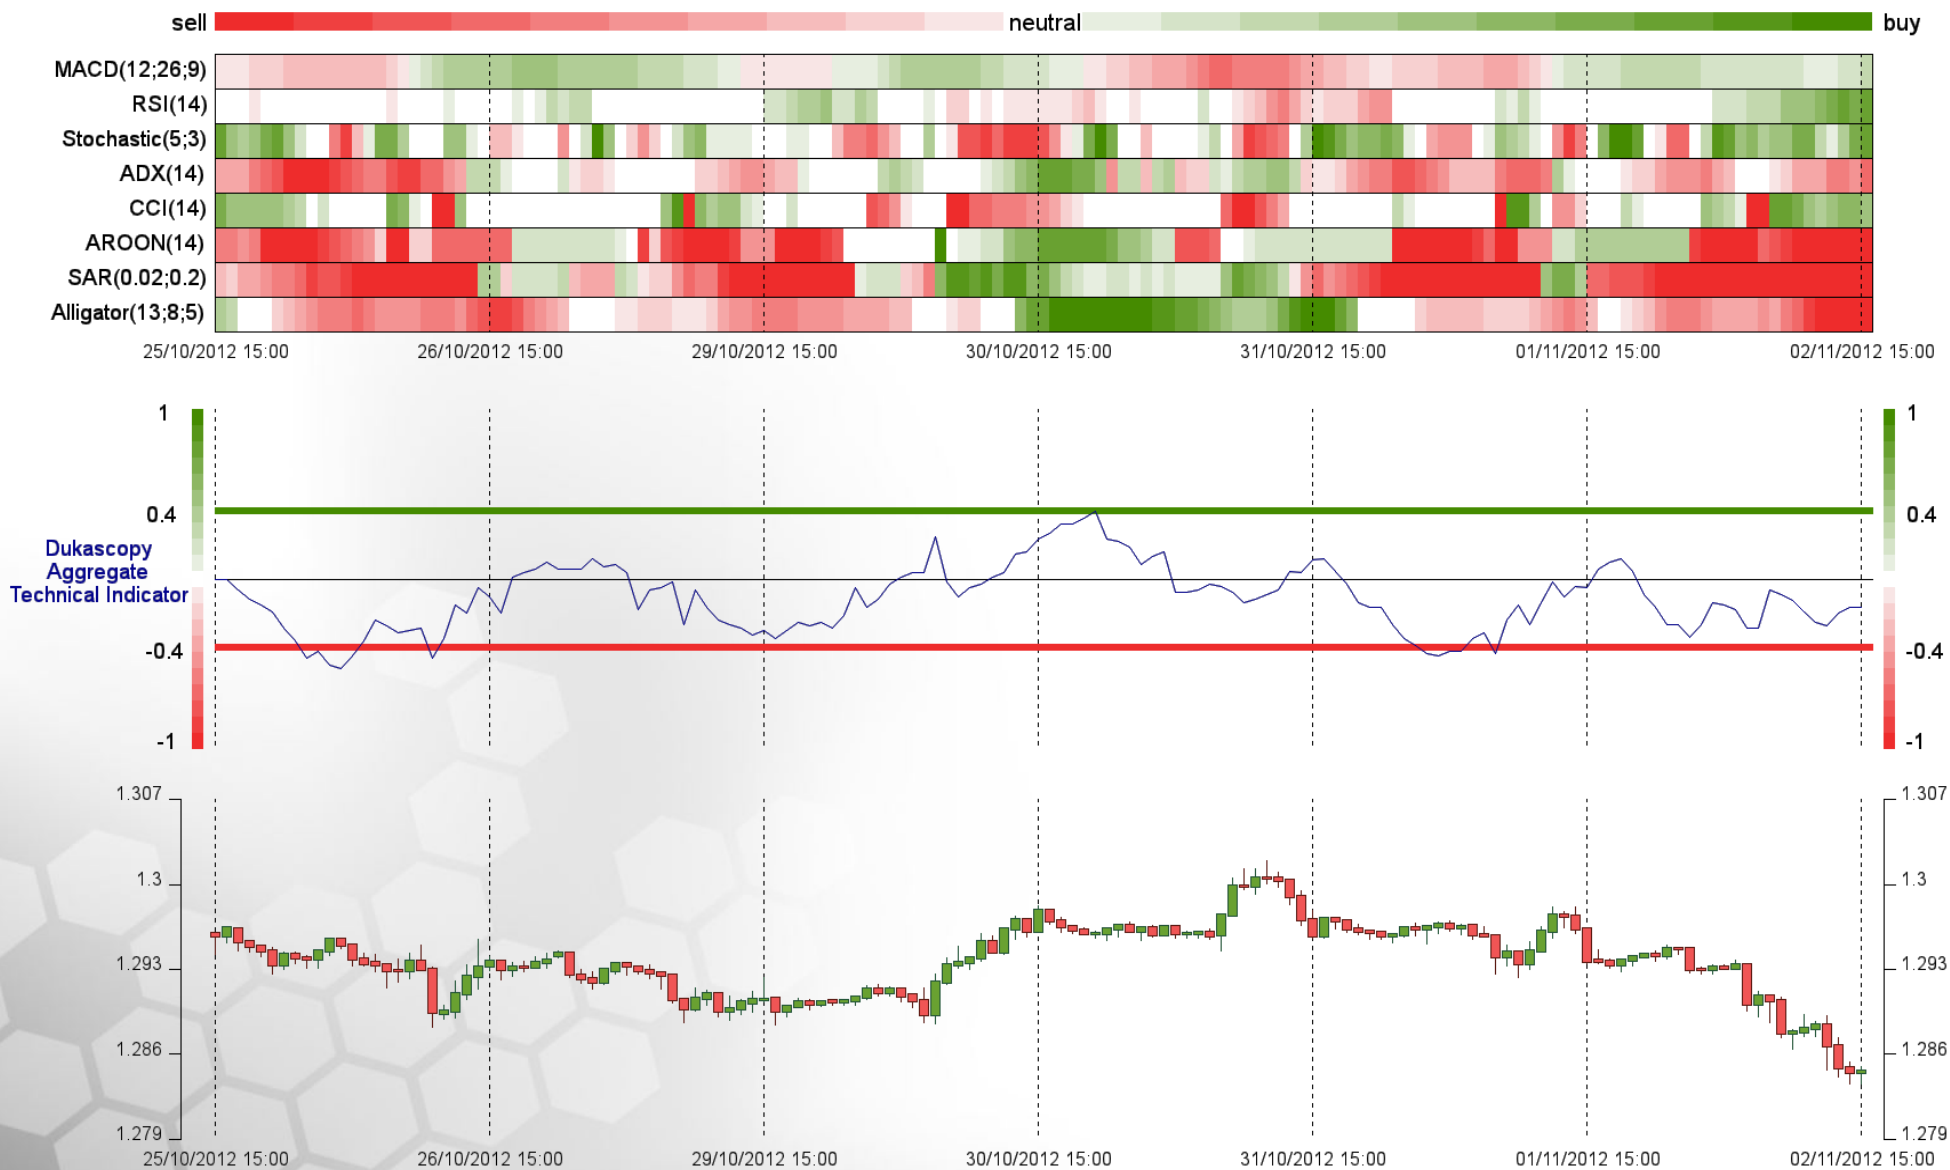 sell neutral buy
MACD(12;26;9)
RSI(14)
Stochastic(5;3)
ADX(14)
CCI(14)
AROON(14)
SAR(0.02;0.2)
Alligator(13;8;5)
25/10/2012 15:00 26/10/2012 15:00 29/10/2012 15:00 30/10/2012 15:00 31/10/2012 15:00 01/11/2012 15:00 02/11/2012 15:00
1 1
0.4 0.4
Dukascopy
Aggregate
Technical Indicator
-0.4 -0.4
-1 -1
1.307 1.307
1.3 1.3
1.293 1.293
1.286 1.286
1.279 1.279
25/10/2012 15:00 26/10/2012 15:00 29/10/2012 15:00 30/10/2012 15:00 31/10/2012 15:00 01/11/2012 15:00 02/11/2012 15:00